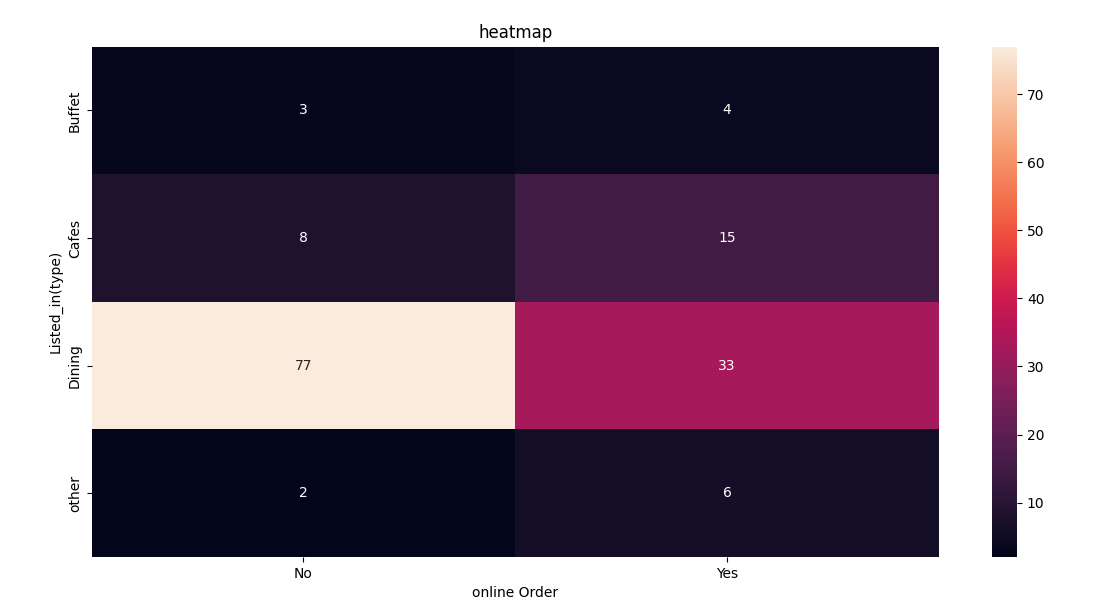 heatmap
Listed_in(type)
Buffet
3
4
Cafes
8
15
Dining
77
33
other
2
6
No
Yes
online Order
70
60
50
40
30
20
10